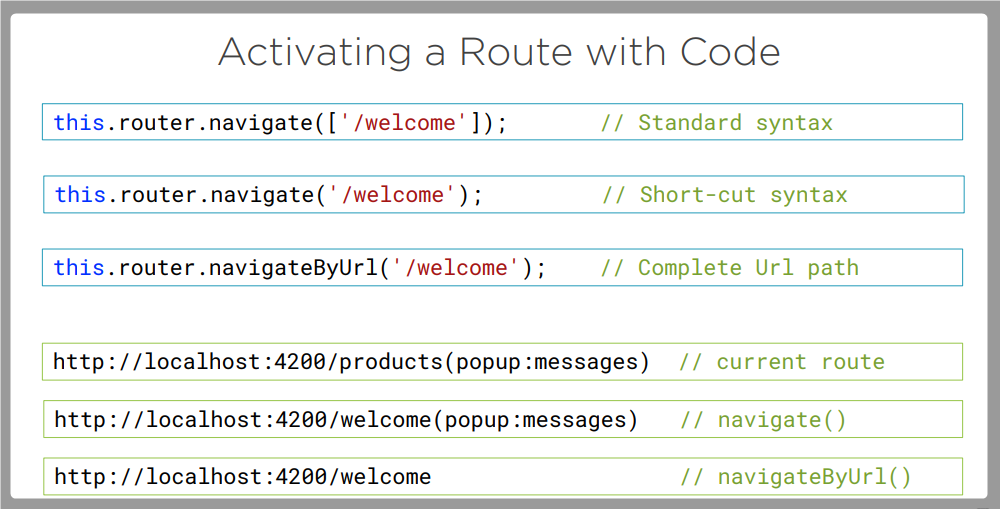 Activating a Route with Code
this.router.navigate(['/welcome']); // Standard syntax
this.router.navigate('/welcome'); // Short-cut syntax
this.router.navigateByUrl('/welcome'); // Complete Url path
http://localhost:4200/products(popup:messages) // current route
http://localhost:4200/welcome(popup:messages) // navigate()
http://localhost:4200/welcome // navigateByUrl()